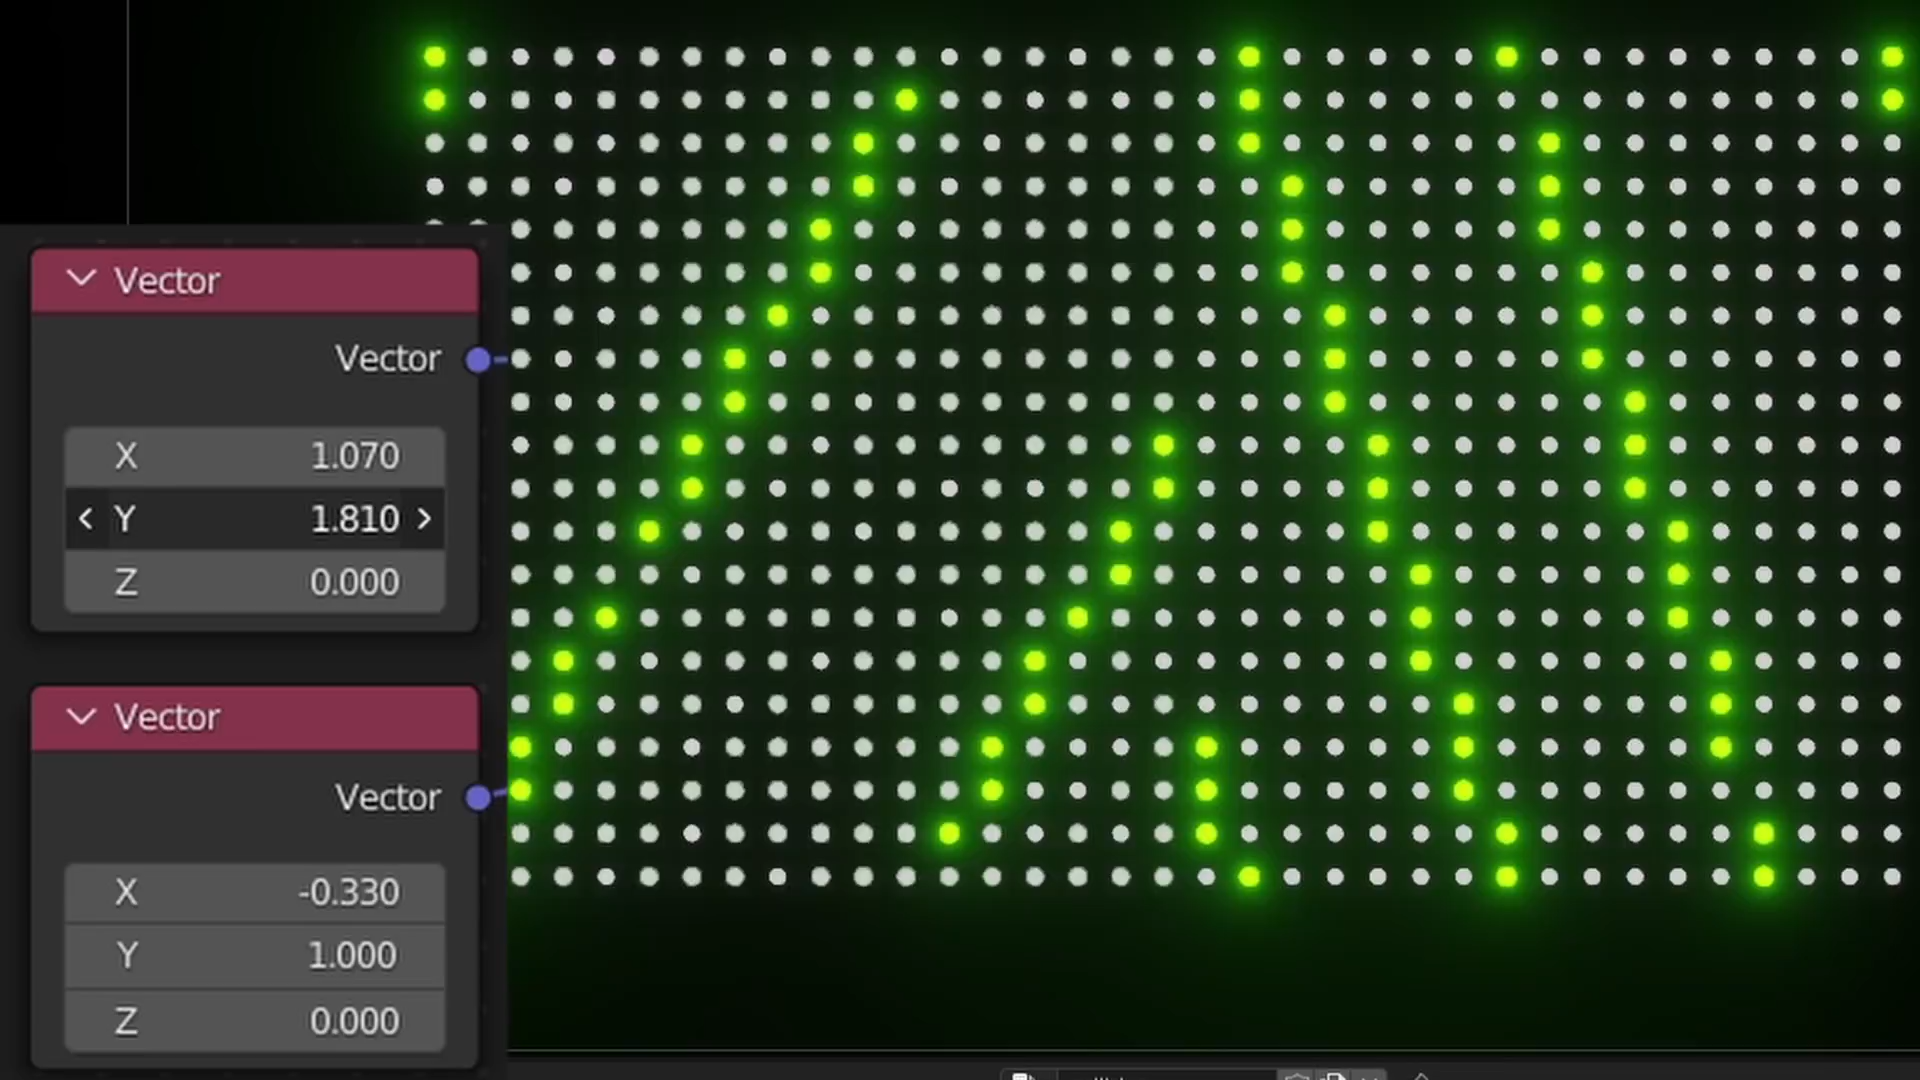 Vector
Vector
X 1.070
Y 1.810
Z 0.000
Vector
Vector
X -0.330
Y 1.000
Z 0.000